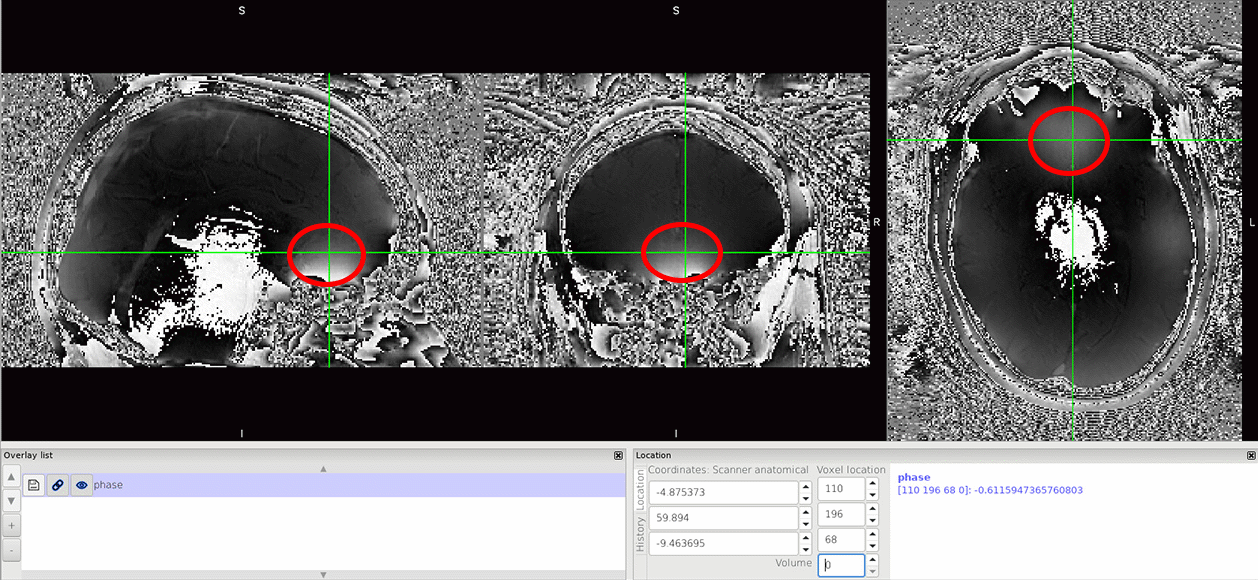 S
S
R
L
I
I
Overlay list
Location
phase
+
-
Location
History
Coordinates: Scanner anatomical
Voxel location
-4.875373
110
59.894
196
-9.463695
68
Volume
0
phase
[110 196 68 0]: -0.6115947365760803